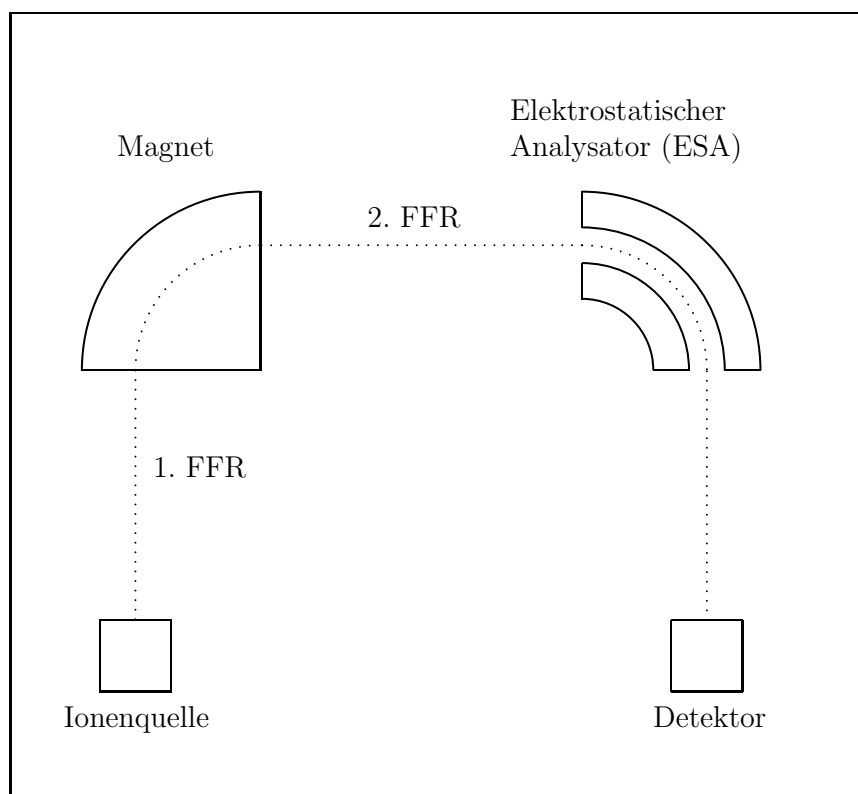 Elektrostatischer
Analysator (ESA)
Magnet
2. FFR
1. FFR
Ionenquelle
Detektor